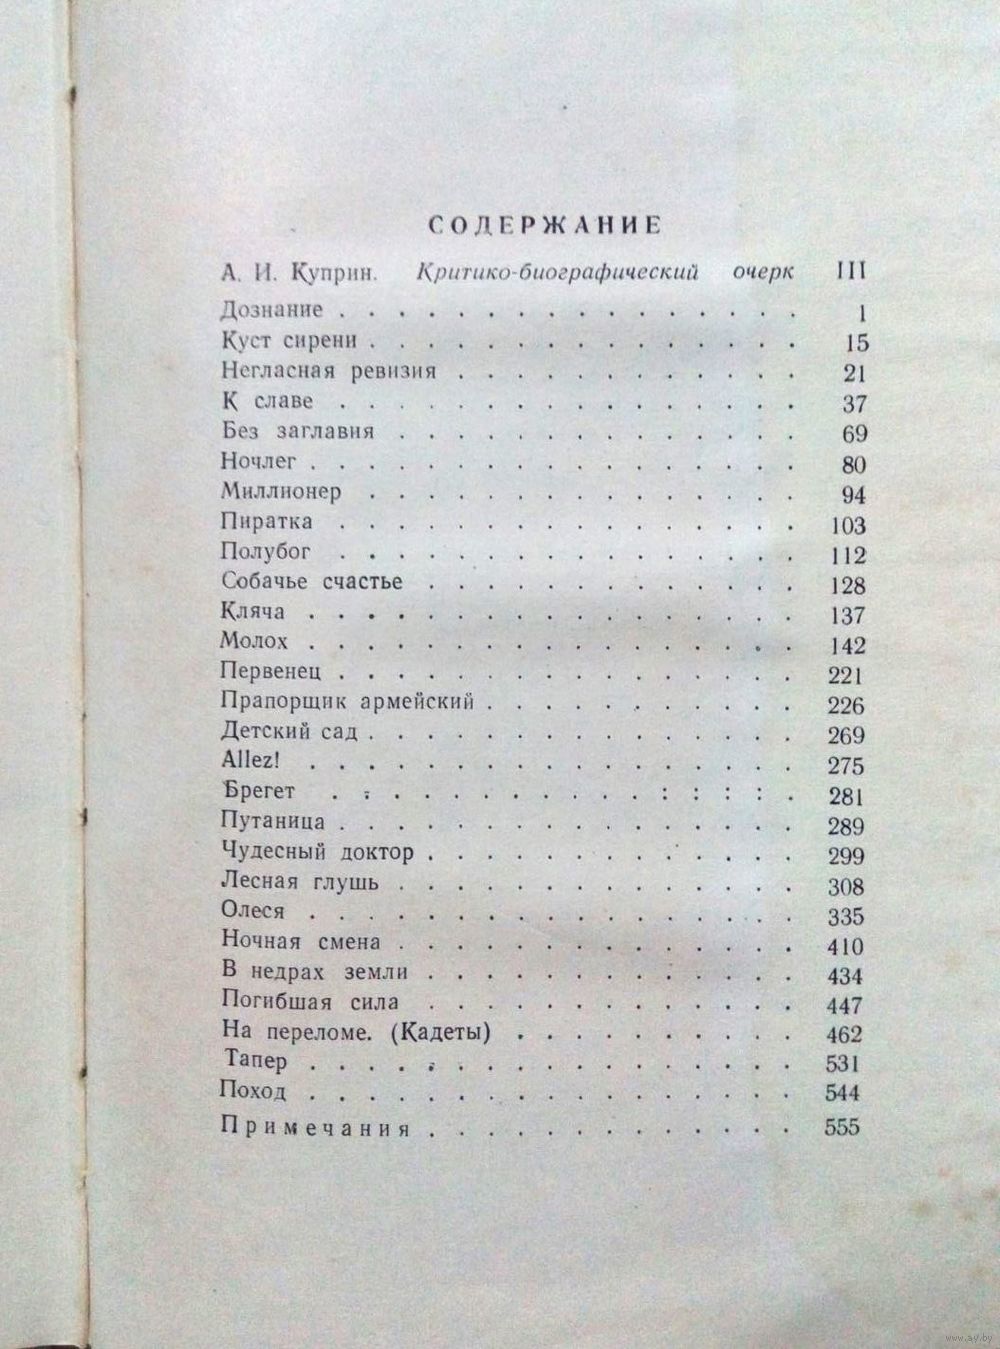 СОДЕРЖАНИЕ
А. И. Куприн. Критико-биографический очерк III
Дознание . . . . . . . . . . . . . . . . 1
Куст сирени . . . . . . . . . . . . . . . 15
Негласная ревизия . . . . . . . . . . . . 21
К славе . . . . . . . . . . . . . . . . 37
Без заглавия . . . . . . . . . . . . . . 69
Ночлег . . . . . . . . . . . . . . . . . 80
Миллионер . . . . . . . . . . . . . . . 94
Пиратка . . . . . . . . . . . . . . . . 103
Полубог . . . . . . . . . . . . . . . . 112
Собачье счастье . . . . . . . . . . . . . 128
Кляча . . . . . . . . . . . . . . . . . 137
Молох . . . . . . . . . . . . . . . . . 142
Первенец . . . . . . . . . . . . . . . . 221
Прапорщик армейский . . . . . . . . . . . 226
Детский сад . . . . . . . . . . . . . . . 269
Allez! . . . . . . . . . . . . . . . . . 275
Брегет . . . . . . . . . . . : : : : . 281
Путаница . . . . . . . . . . . . . . . . 289
Чудесный доктор . . . . . . . . . . . . . 299
Лесная глушь . . . . . . . . . . . . . . 308
Олеся . . . . . . . . . . . . . . . . . 335
Ночная смена . . . . . . . . . . . . . . 410
В недрах земли . . . . . . . . . . . . . 434
Погибшая сила . . . . . . . . . . . . . 447
На переломе. (Кадеты) . . . . . . . . . . 462
Тапер . . . . . . . . . . . . . . . . . 531
Поход . . . . . . . . . . . . . . . . . 544
Примечания . . . . . . . . . . . . . 555
www.ay.by